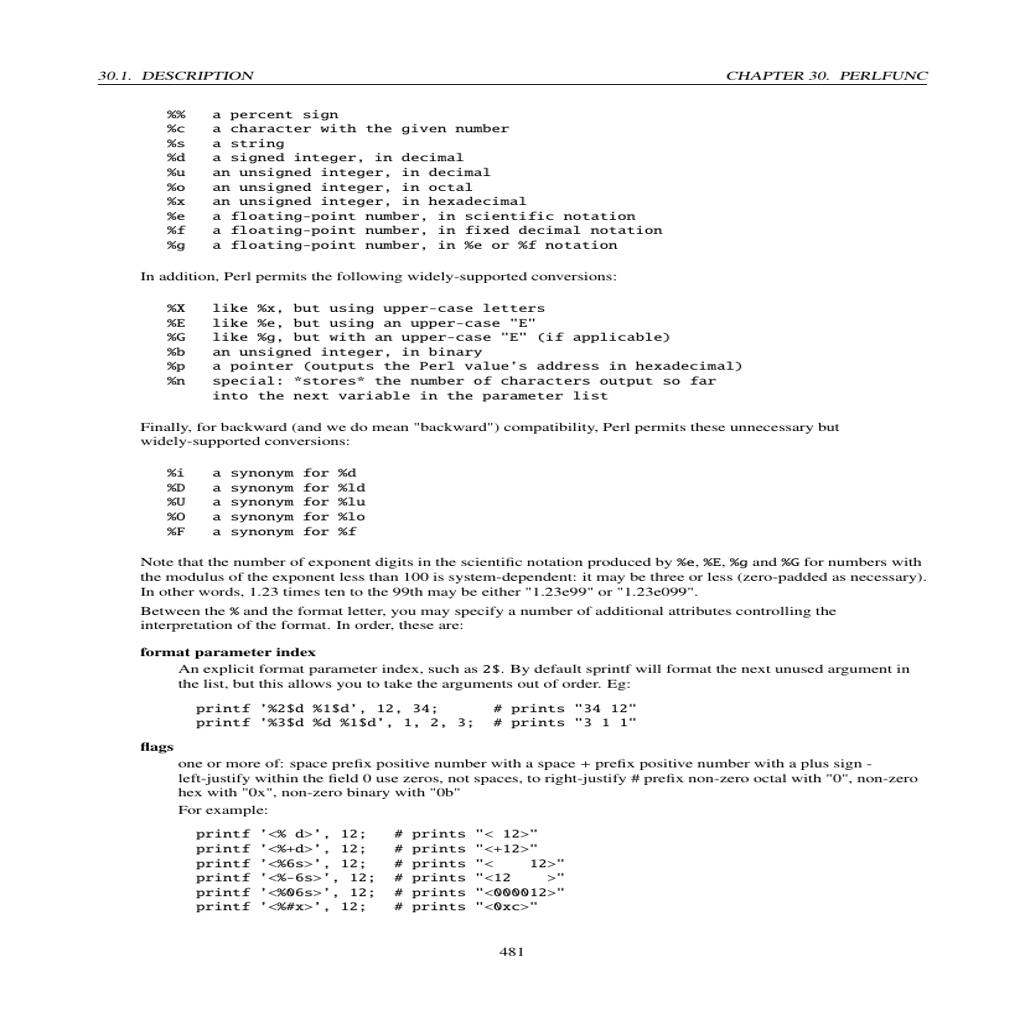 30.1. DESCRIPTION CHAPTER 30. PERLFUNC
%% a percent sign
%c a character with the given number
%s a string
%d a signed integer, in decimal
%u an unsigned integer, in decimal
%o an unsigned integer, in octal
%x an unsigned integer, in hexadecimal
%e a floating-point number, in scientific notation
%f a floating-point number, in fixed decimal notation
%g a floating-point number, in %e or %f notation
In addition, Perl permits the following widely-supported conversions:
%X like %x, but using upper-case letters
%E like %e, but using an upper-case "E"
%G like %g, but with an upper-case "E" (if applicable)
%b an unsigned integer, in binary
%p a pointer (outputs the Perl value's address in hexadecimal)
%n special: *stores* the number of characters output so far
into the next variable in the parameter list
Finally, for backward (and we do mean "backward") compatibility, Perl permits these unnecessary but
widely-supported conversions:
%i a synonym for %d
%D a synonym for %ld
%U a synonym for %lu
%O a synonym for %lo
%F a synonym for %f
Note that the number of exponent digits in the scientific notation produced by %e, %E, %g and %G for numbers with
the modulus of the exponent less than 100 is system-dependent: it may be three or less (zero-padded as necessary).
In other words, 1.23 times ten to the 99th may be either "1.23e99" or "1.23e099".
Between the % and the format letter, you may specify a number of additional attributes controlling the
interpretation of the format. In order, these are:
format parameter index
An explicit format parameter index, such as 2$. By default sprintf will format the next unused argument in
the list, but this allows you to take the arguments out of order. Eg:
printf '%2$d %1$d', 12, 34; # prints "34 12"
printf '%3$d %d %1$d', 1, 2, 3; # prints "3 1 1"
flags
one or more of: space prefix positive number with a space + prefix positive number with a plus sign -
left-justify within the field 0 use zeros, not spaces, to right-justify # prefix non-zero octal with "0", non-zero
hex with "0x", non-zero binary with "0b"
For example:
printf '<% d>', 12; # prints "< 12>"
printf '<%+d>', 12; # prints "<+12>"
printf '<%6s>', 12; # prints "<    12>"
printf '<%-6s>', 12; # prints "<12    >"
printf '<%06s>', 12; # prints "<000012>"
printf '<%#x>', 12; # prints "<0xc>"
481